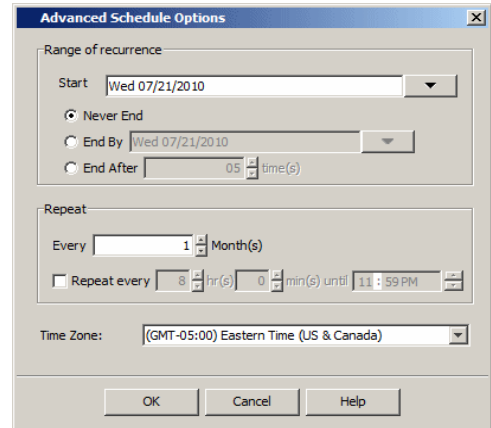 Advanced Schedule Options
Range of recurrence
Start Wed 07/21/2010
Never End
End By Wed 07/21/2010
End After 05 time(s)
Repeat
Every 1 Month(s)
Repeat every 8 hr(s) 0 min(s) until 11 : 59 PM
Time Zone: (GMT-05:00) Eastern Time (US & Canada)
OK Cancel Help